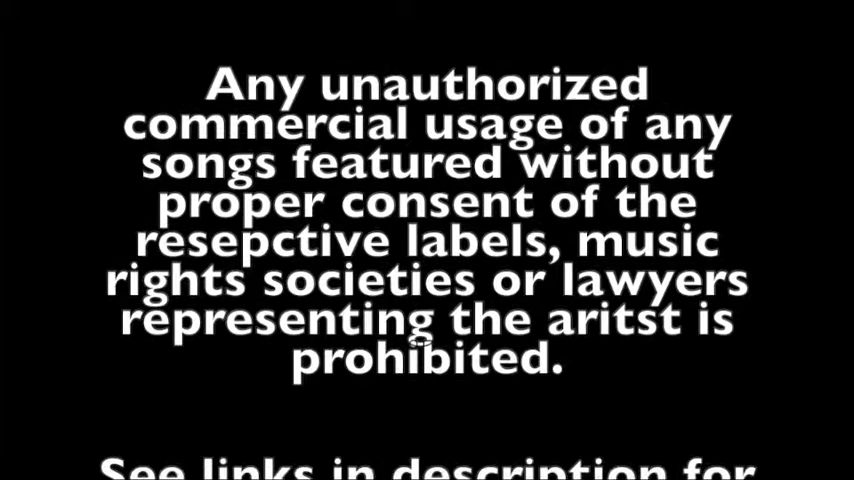 Any unauthorized
commercial usage of any
songs featured without
proper consent of the
resepctive labels, music
rights societies or lawyers
representing the aritst is
prohibited.
See links in description for